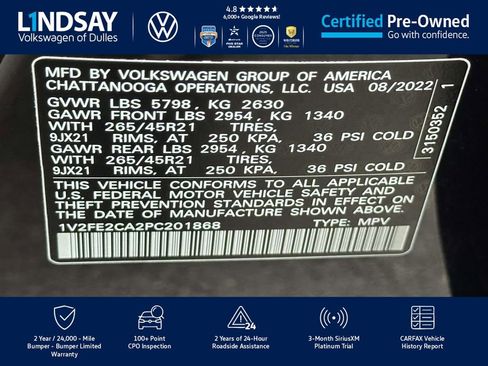 LINDSAY
Volkswagen of Dulles
4.8 ★★★★★
6,000+ Google Reviews!
Certified Pre-Owned
Go with confidence.
MFD BY VOLKSWAGEN GROUP OF AMERICA
CHATTANOOGA OPERATIONS, LLC. USA 08/2022
GVWR LBS 5798, KG 2630
GAWR FRONT LBS 2954, KG 1340
WITH 265/45R21 TIRES,
9JX21 RIMS, AT 250 KPA, 36 PSI COLD
GAWR REAR LBS 2954, KG 1340
WITH 265/45R21 TIRES,
9JX21 RIMS, AT 250 KPA, 36 PSI COLD
THIS VEHICLE CONFORMS TO ALL APPLICABLE
U.S. FEDERAL MOTOR VEHICLE SAFETY AND
THEFT PREVENTION STANDARDS IN EFFECT ON THE
DATE OF MANUFACTURE SHOWN ABOVE.
1V2FE2CA2PC201868 TYPE: MPV
3150352 1
2 Year / 24,000 - Mile
Bumper - Bumper Limited
Warranty
100+ Point
CPO Inspection
24
2 Years of 24-Hour
Roadside Assistance
3-Month SiriusXM
Platinum Trial
CARFAX Vehicle
History Report